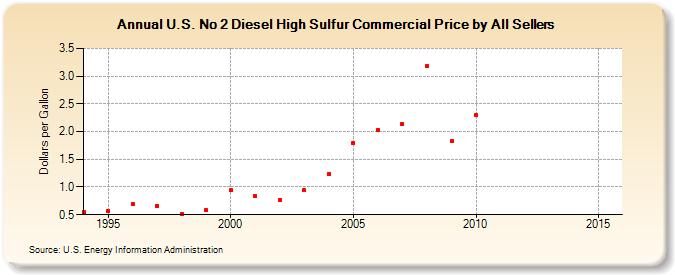 Annual U.S. No 2 Diesel High Sulfur Commercial Price by All Sellers
Dollars per Gallon
3.5
3.0
2.5
2.0
1.5
1.0
0.5
1995 2000 2005 2010 2015
Source: U.S. Energy Information Administration